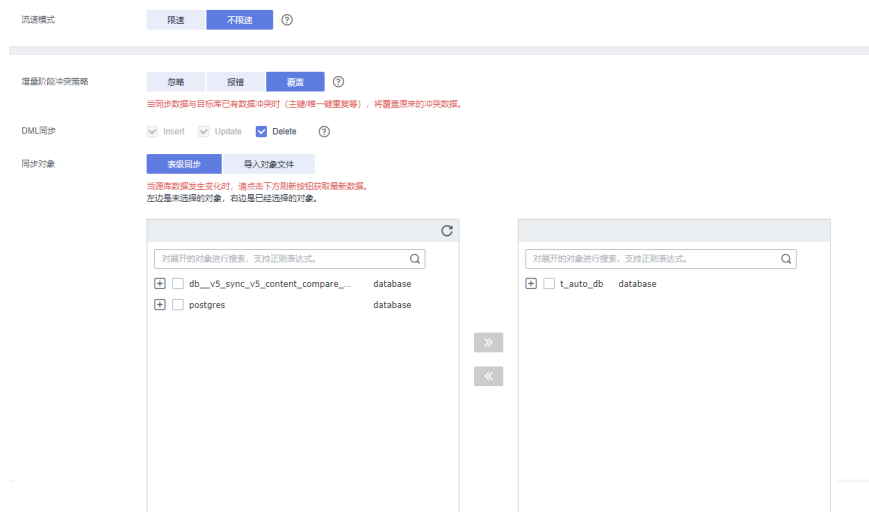 流速模式 限速 不限速
增量阶段冲突策略 忽略 报错 覆盖
当同步数据与目标库已有数据冲突时（主键/唯一键重复等），将覆盖原来的冲突数据。
DML同步 Insert Update Delete
同步对象 表级同步 导入对象文件
当源库数据发生变化时，请点击下方刷新按钮获取最新数据。
左边是未选择的对象，右边是已经选择的对象。
对展开的对象进行搜索，支持正则表达式。 对展开的对象进行搜索，支持正则表达式。
db__v5_sync_v5_content_compare_... database t_auto_db database
postgres database